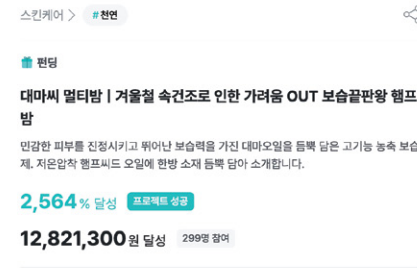 스킨케어 > #천연
펀딩
대마씨 멀티밤 | 겨울철 속건조로 인한 가려움 OUT 보습끝판왕 햄프
밤
민감한 피부를 진정시키고 뛰어난 보습력을 가진 대마오일을 듬뿍 담은 고기능 농축 보습
제. 저온압착 햄프씨드 오일에 한방 소재 듬뿍 담아 소개합니다.
2,564% 달성 프로젝트 성공
12,821,300원 달성 299명 참여